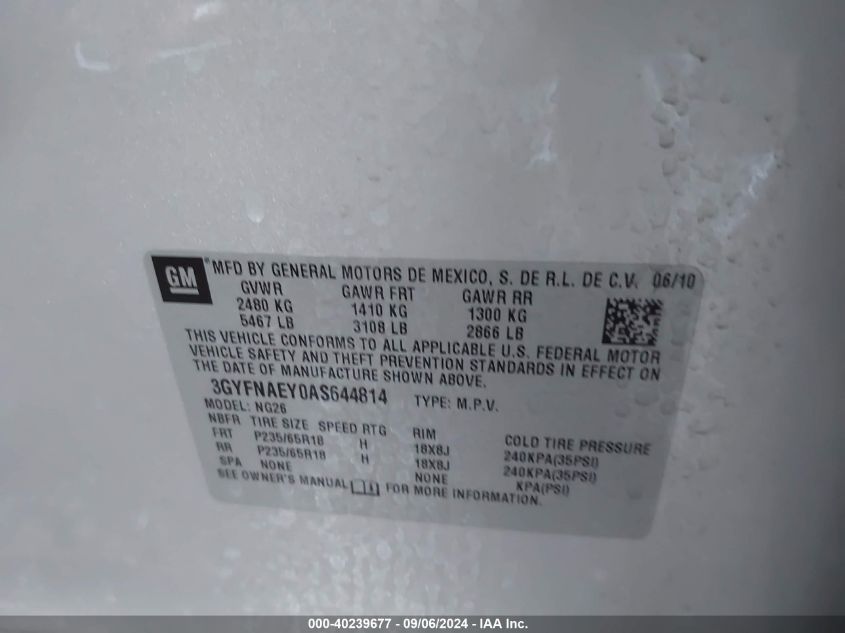 GM® MFD BY GENERAL MOTORS DE MEXICO, S. DE R.L. DE C.V. 06/10
GVWR GAWR FRT GAWR RR
2480 KG 1410 KG 1300 KG
5467 LB 3108 LB 2866 LB
THIS VEHICLE CONFORMS TO ALL APPLICABLE U.S. FEDERAL MOTOR
VEHICLE SAFETY AND THEFT PREVENTION STANDARDS IN EFFECT ON
THE DATE OF MANUFACTURE SHOWN ABOVE.
3GYFNAEY0AS644814 TYPE: M.P.V.
MODEL: NG26
NBFR TIRE SIZE SPEED RTG RIM COLD TIRE PRESSURE
FRT P235/65R18 H 18X8J 240KPA(35PSI)
RR P235/65R18 H 18X8J 240KPA(35PSI)
SPA NONE NONE KPA(PSI)
SEE OWNER'S MANUAL FOR MORE INFORMATION.
000-40239677 - 09/06/2024 - IAA Inc.